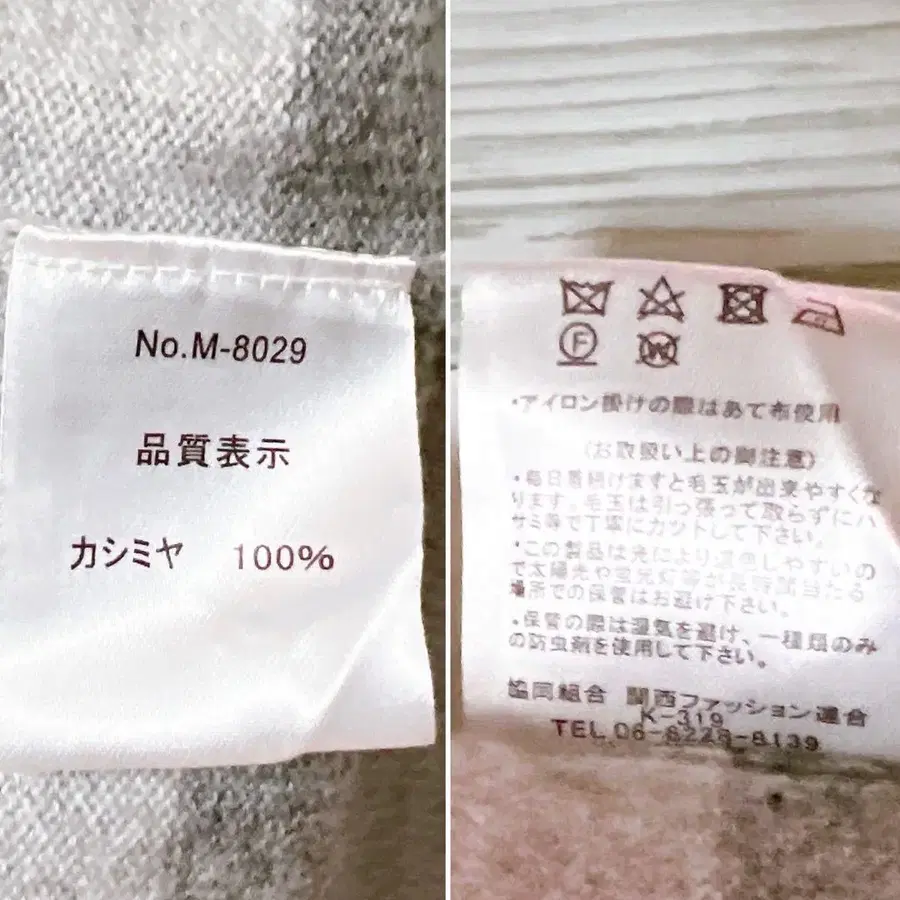 No.M-8029
品質表示
カシミヤ 100%
F
W
・アイロン掛けの際はあて布使用
(お取扱い上の御注意)
・毎日着続けますと毛玉が出来やすくな
ります。毛玉は引っ張って取らずにハ
サミ等で丁寧にカットして下さい。
・この製品は光により退色しやすいの
で太陽光や蛍光灯等が長時間当たる
場所での保管はお避け下さい。
・保管の際は湿気を避け、一種類のみ
の防虫剤を使用して下さい。
協同組合 関西ファッション連合
K-319
TEL.06-6228-6139